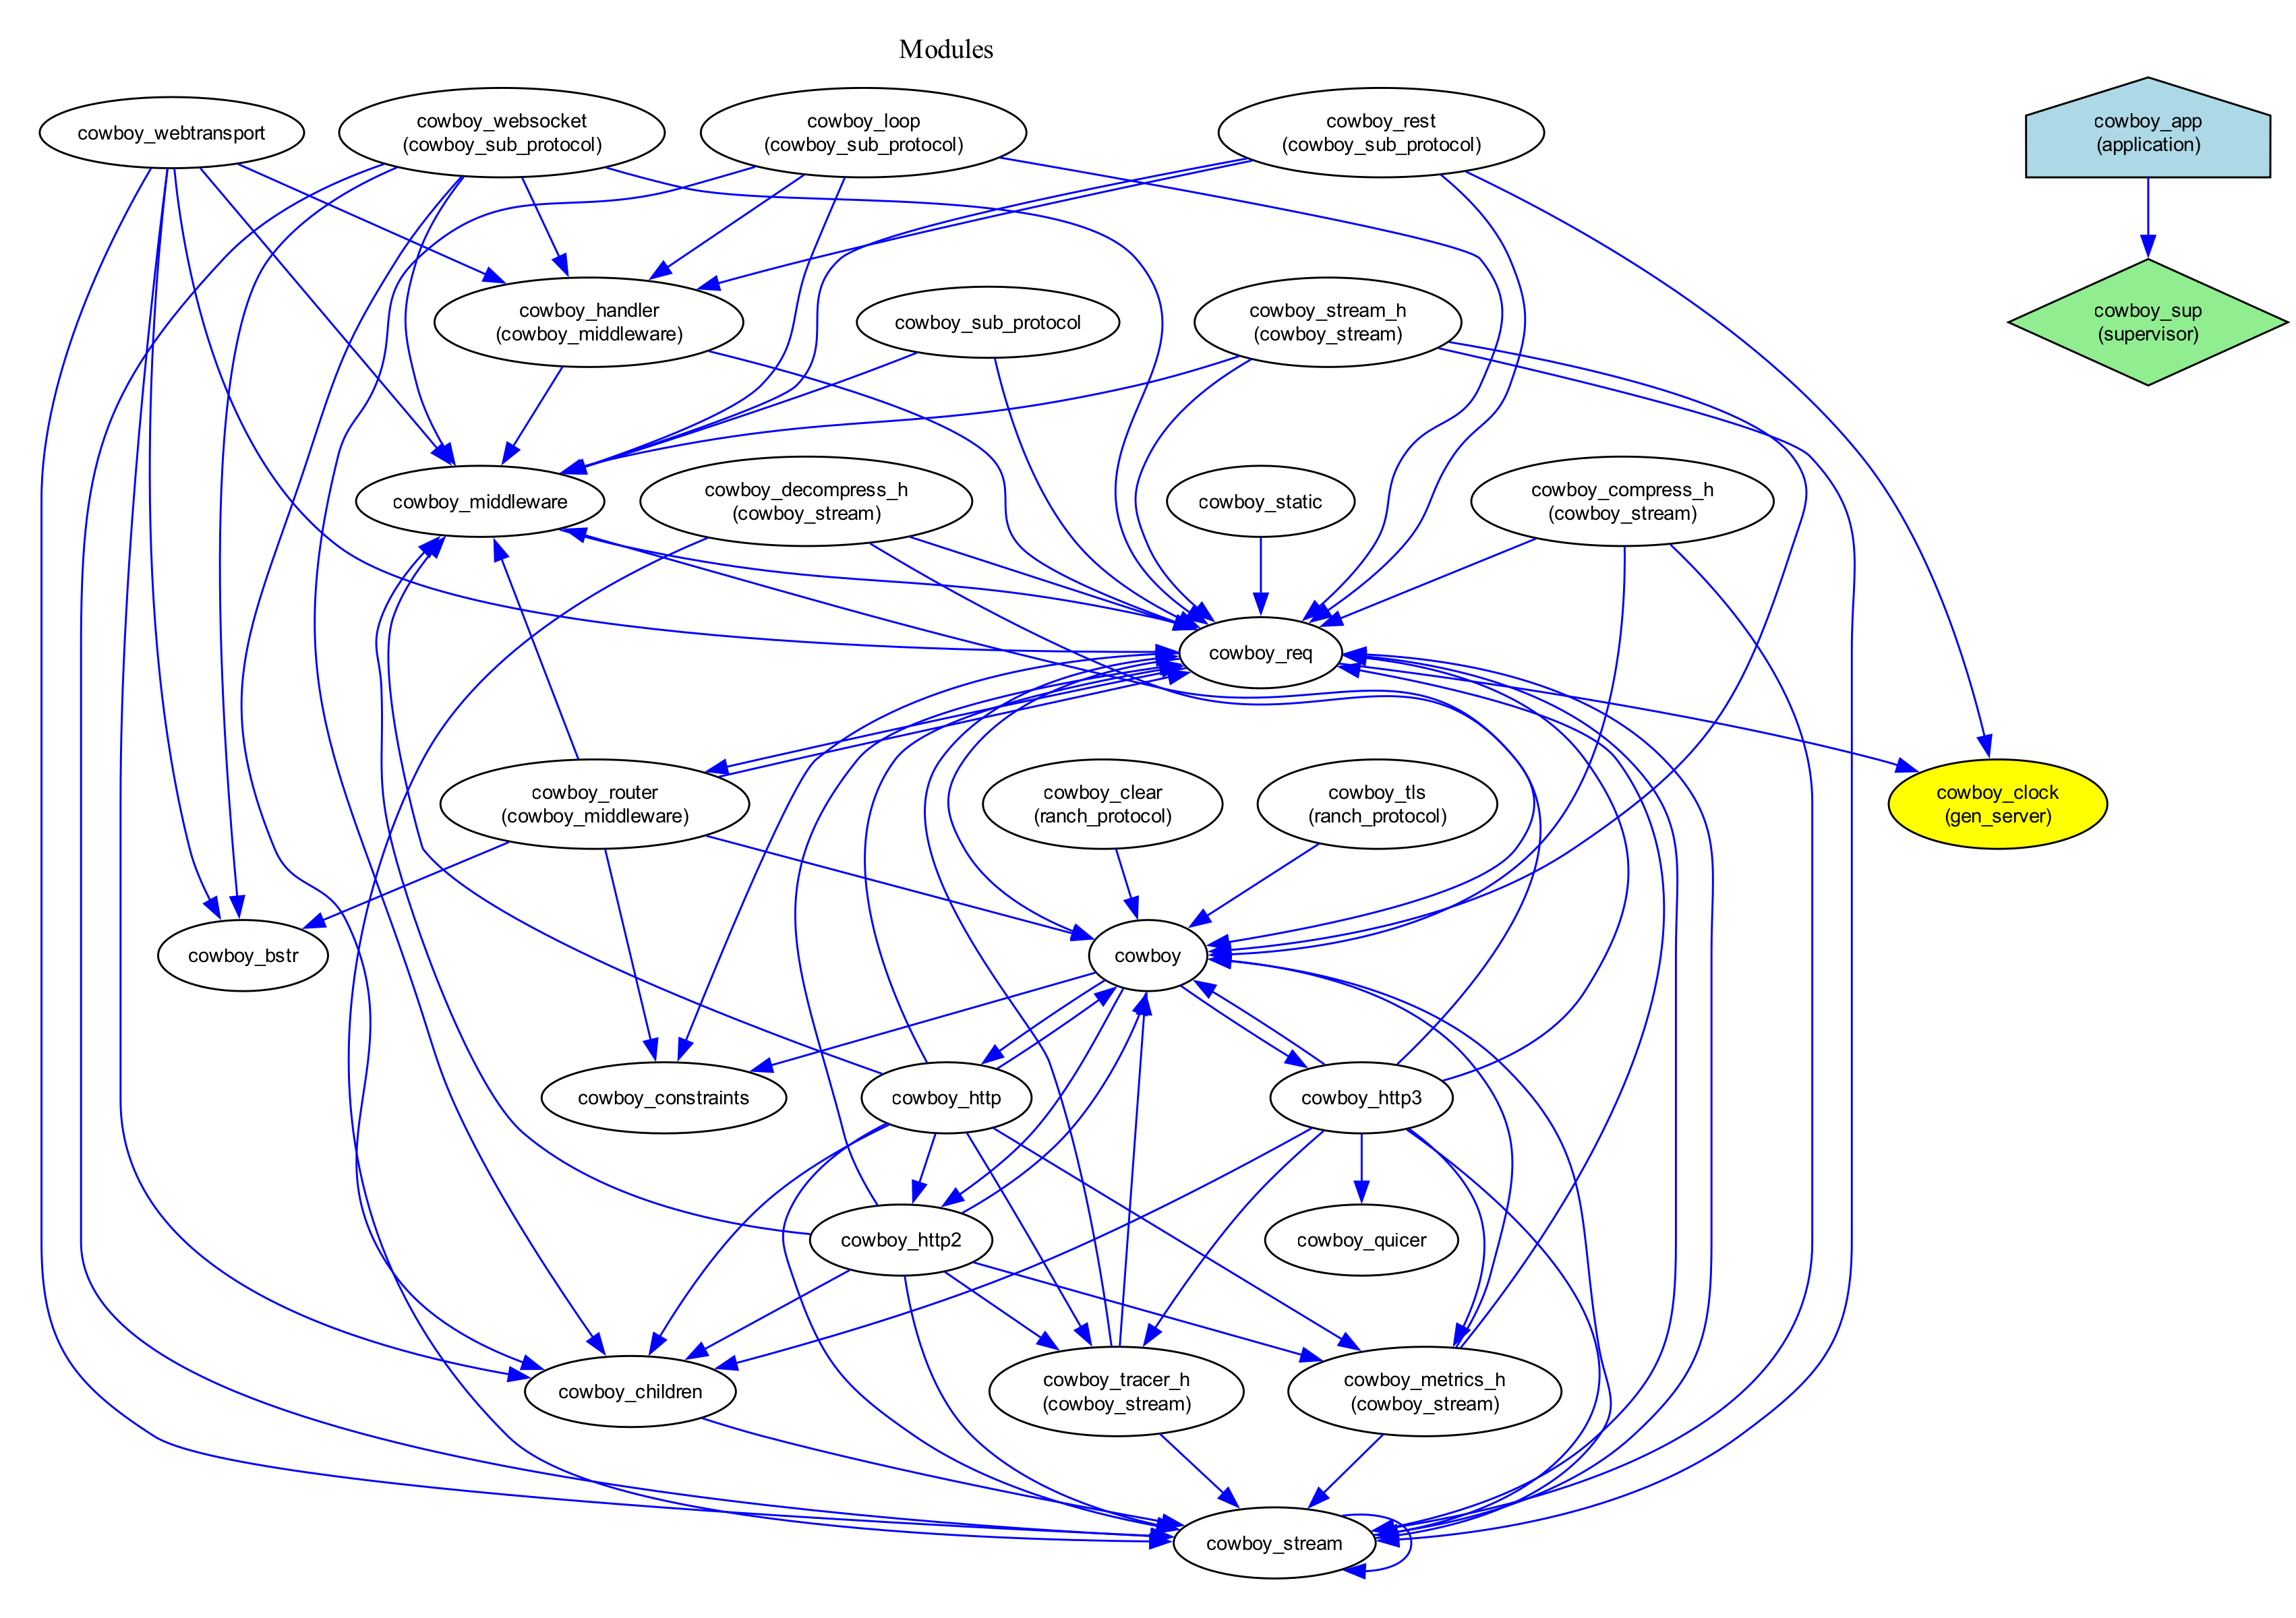 Modules
cowboy_webtransport
cowboy_websocket
(cowboy_sub_protocol)
cowboy_loop
(cowboy_sub_protocol)
cowboy_rest
(cowboy_sub_protocol)
cowboy_app
(application)
cowboy_handler
(cowboy_middleware)
cowboy_sub_protocol
cowboy_stream_h
(cowboy_stream)
cowboy_sup
(supervisor)
cowboy_middleware
cowboy_decompress_h
(cowboy_stream)
cowboy_static
cowboy_compress_h
(cowboy_stream)
cowboy_req
cowboy_router
(cowboy_middleware)
cowboy_clear
(ranch_protocol)
cowboy_tls
(ranch_protocol)
cowboy_clock
(gen_server)
cowboy_bstr
cowboy
cowboy_constraints
cowboy_http
cowboy_http3
cowboy_http2
cowboy_quicer
cowboy_children
cowboy_tracer_h
(cowboy_stream)
cowboy_metrics_h
(cowboy_stream)
cowboy_stream